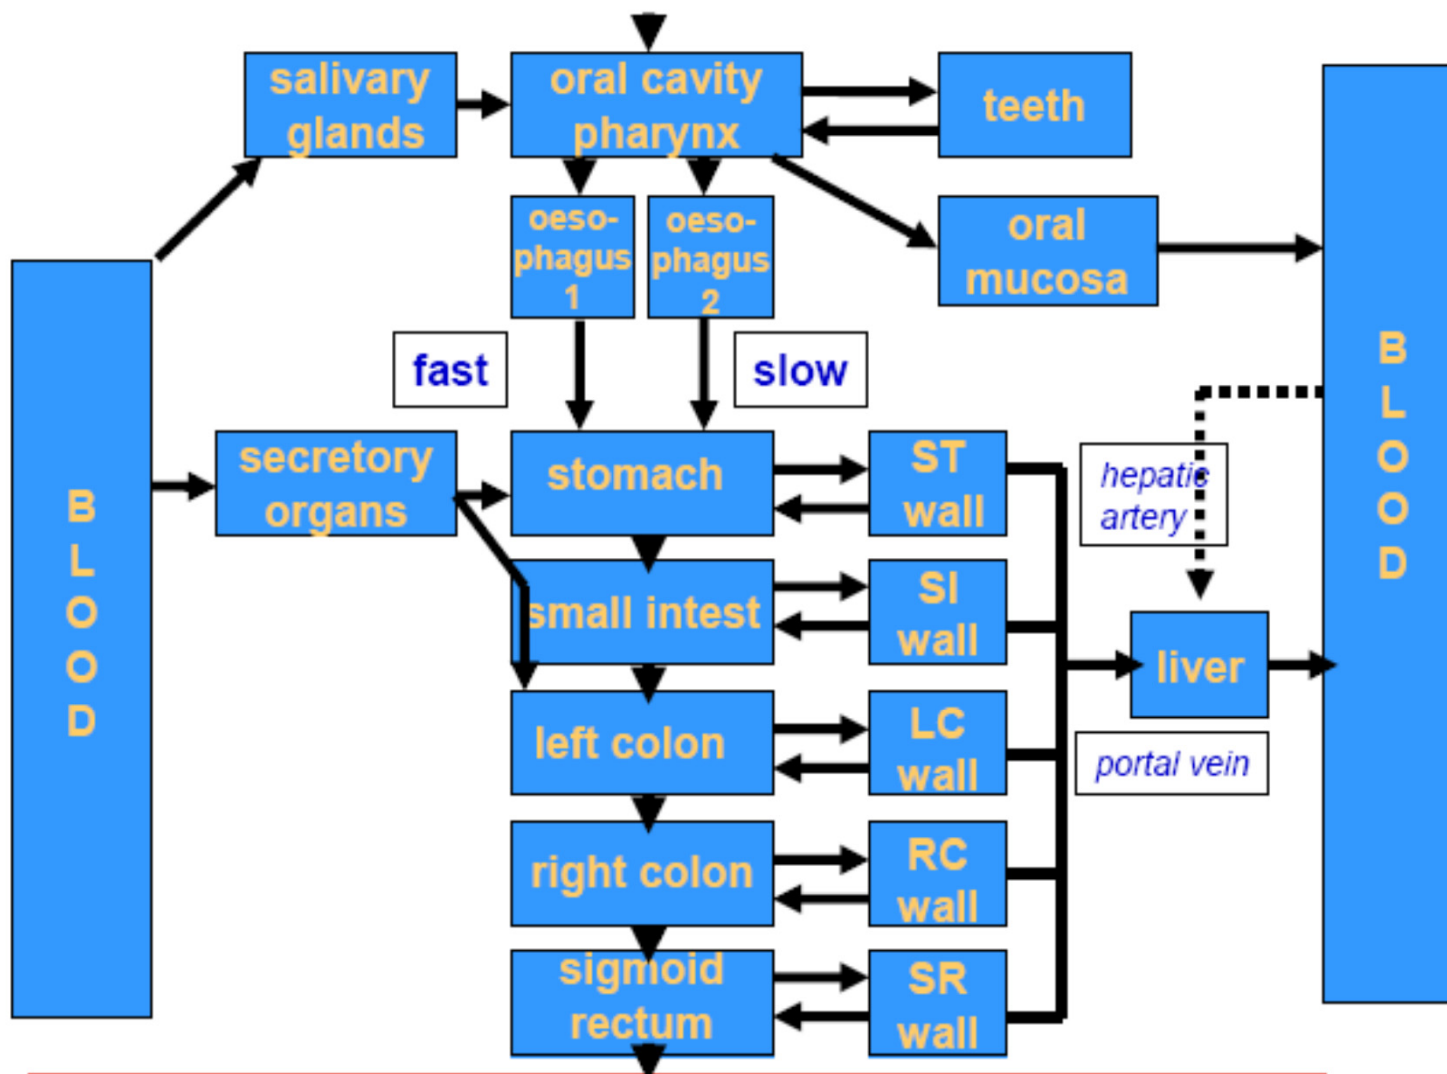 salivary
glands
oral cavity
pharynx
teeth
oeso-
phagus
1
oeso-
phagus
2
oral
mucosa
fast
slow
B
L
O
O
D
secretory
organs
stomach
ST
wall
hepatic
artery
B
L
O
O
D
small intest
SI
wall
liver
left colon
LC
wall
portal vein
right colon
RC
wall
sigmoid
rectum
SR
wall